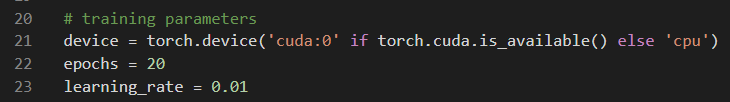 20 # training parameters
21 device = torch.device('cuda:0' if torch.cuda.is_available() else 'cpu')
22 epochs = 20
23 learning_rate = 0.01